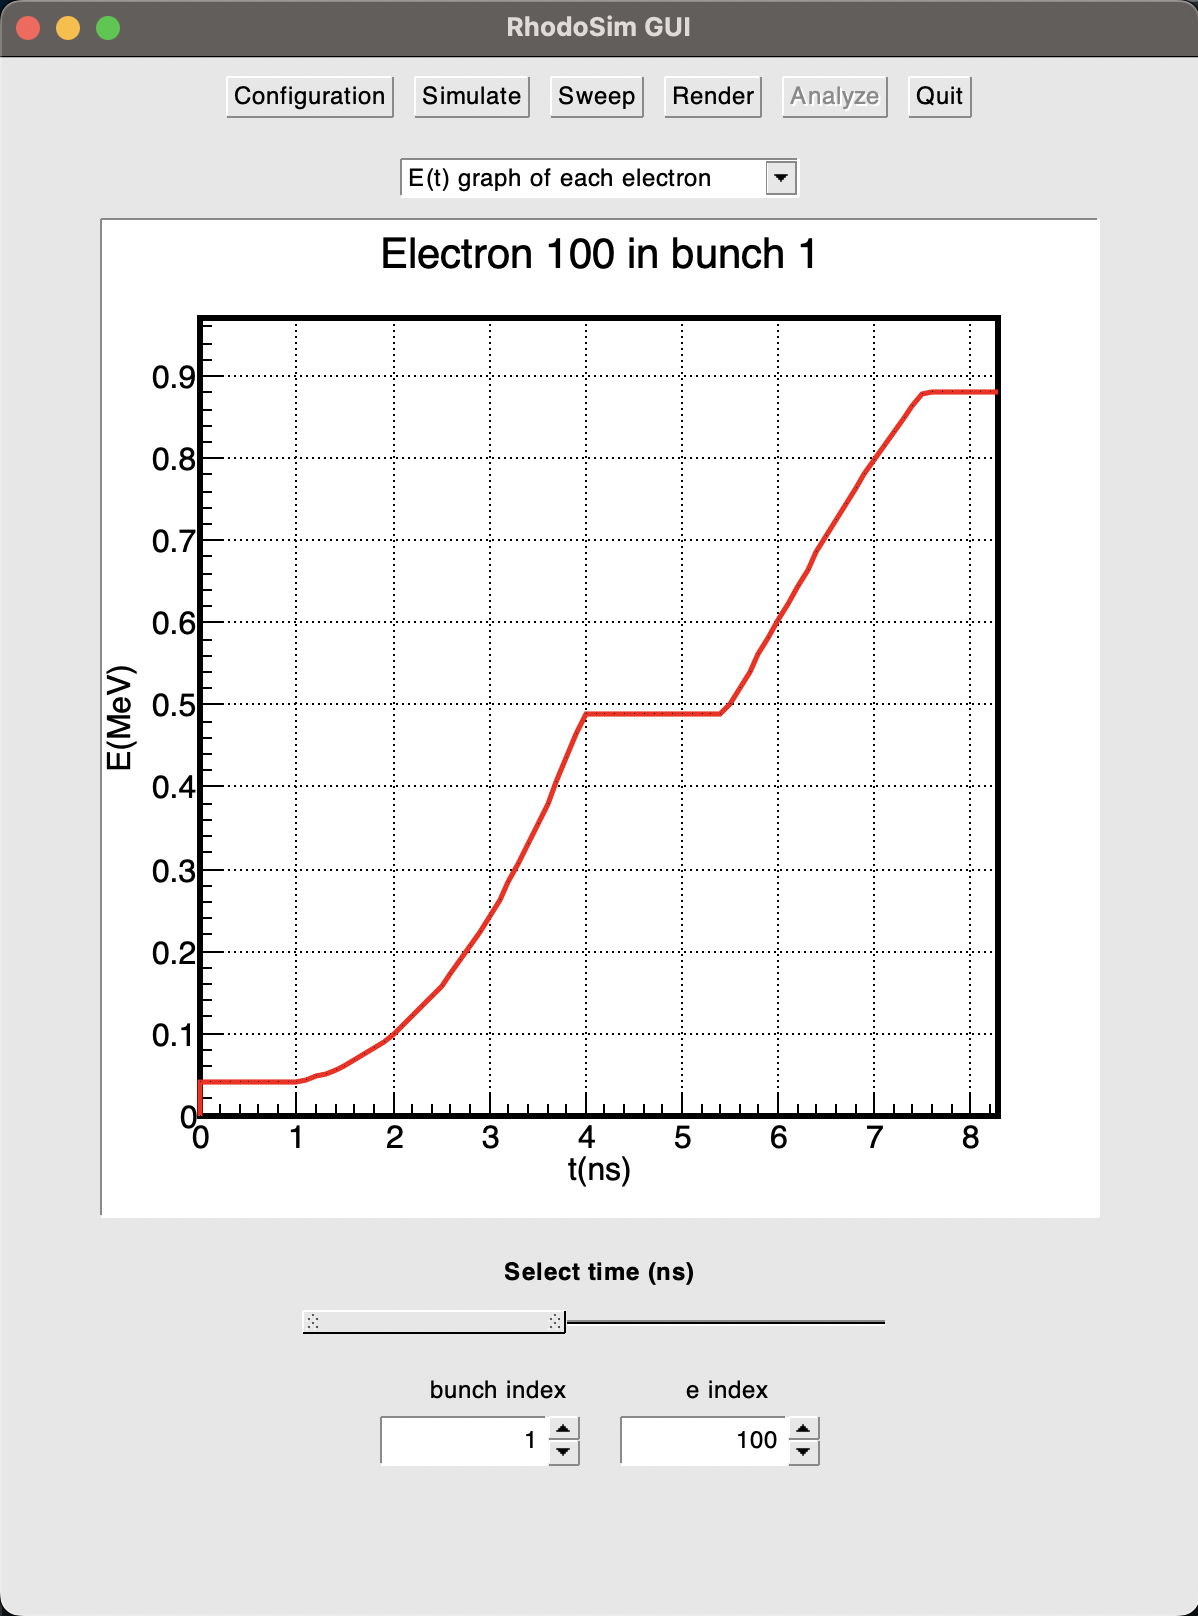 RhodoSim GUI
Configuration Simulate Sweep Render Analyze Quit
E(t) graph of each electron
Electron 100 in bunch 1
0.9
0.8
0.7
0.6
0.5
0.4
0.3
0.2
0.1
0
E(MeV)
0 1 2 3 4 5 6 7 8
t(ns)
Select time (ns)
bunch index e index
1 100